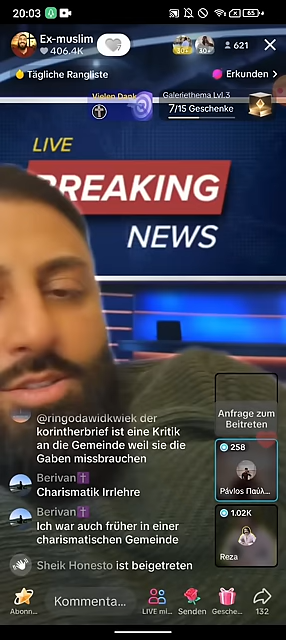 20:03
Ex-muslim
406.4K
30+
30+
621
Tägliche Rangliste
Erkunden >
Vielen Dank
Galeriethema Lvl.3
7/15 Geschenke
LIVE
BREAKING
NEWS
@ringodawidkwiek der
korintherbrief ist eine Kritik
an die Gemeinde weil sie die
Gaben missbrauchen
Berivan
Charismatik Irrlehre
Berivan
Ich war auch früher in einer
charismatischen Gemeinde
Sheik Honesto ist beigetreten
Anfrage zum
Beitreten
258
Pávlos Παύλ...
1.02K
Reza
Abonn...
Kommenta...
LIVE mi...
Senden
Gesche...
132